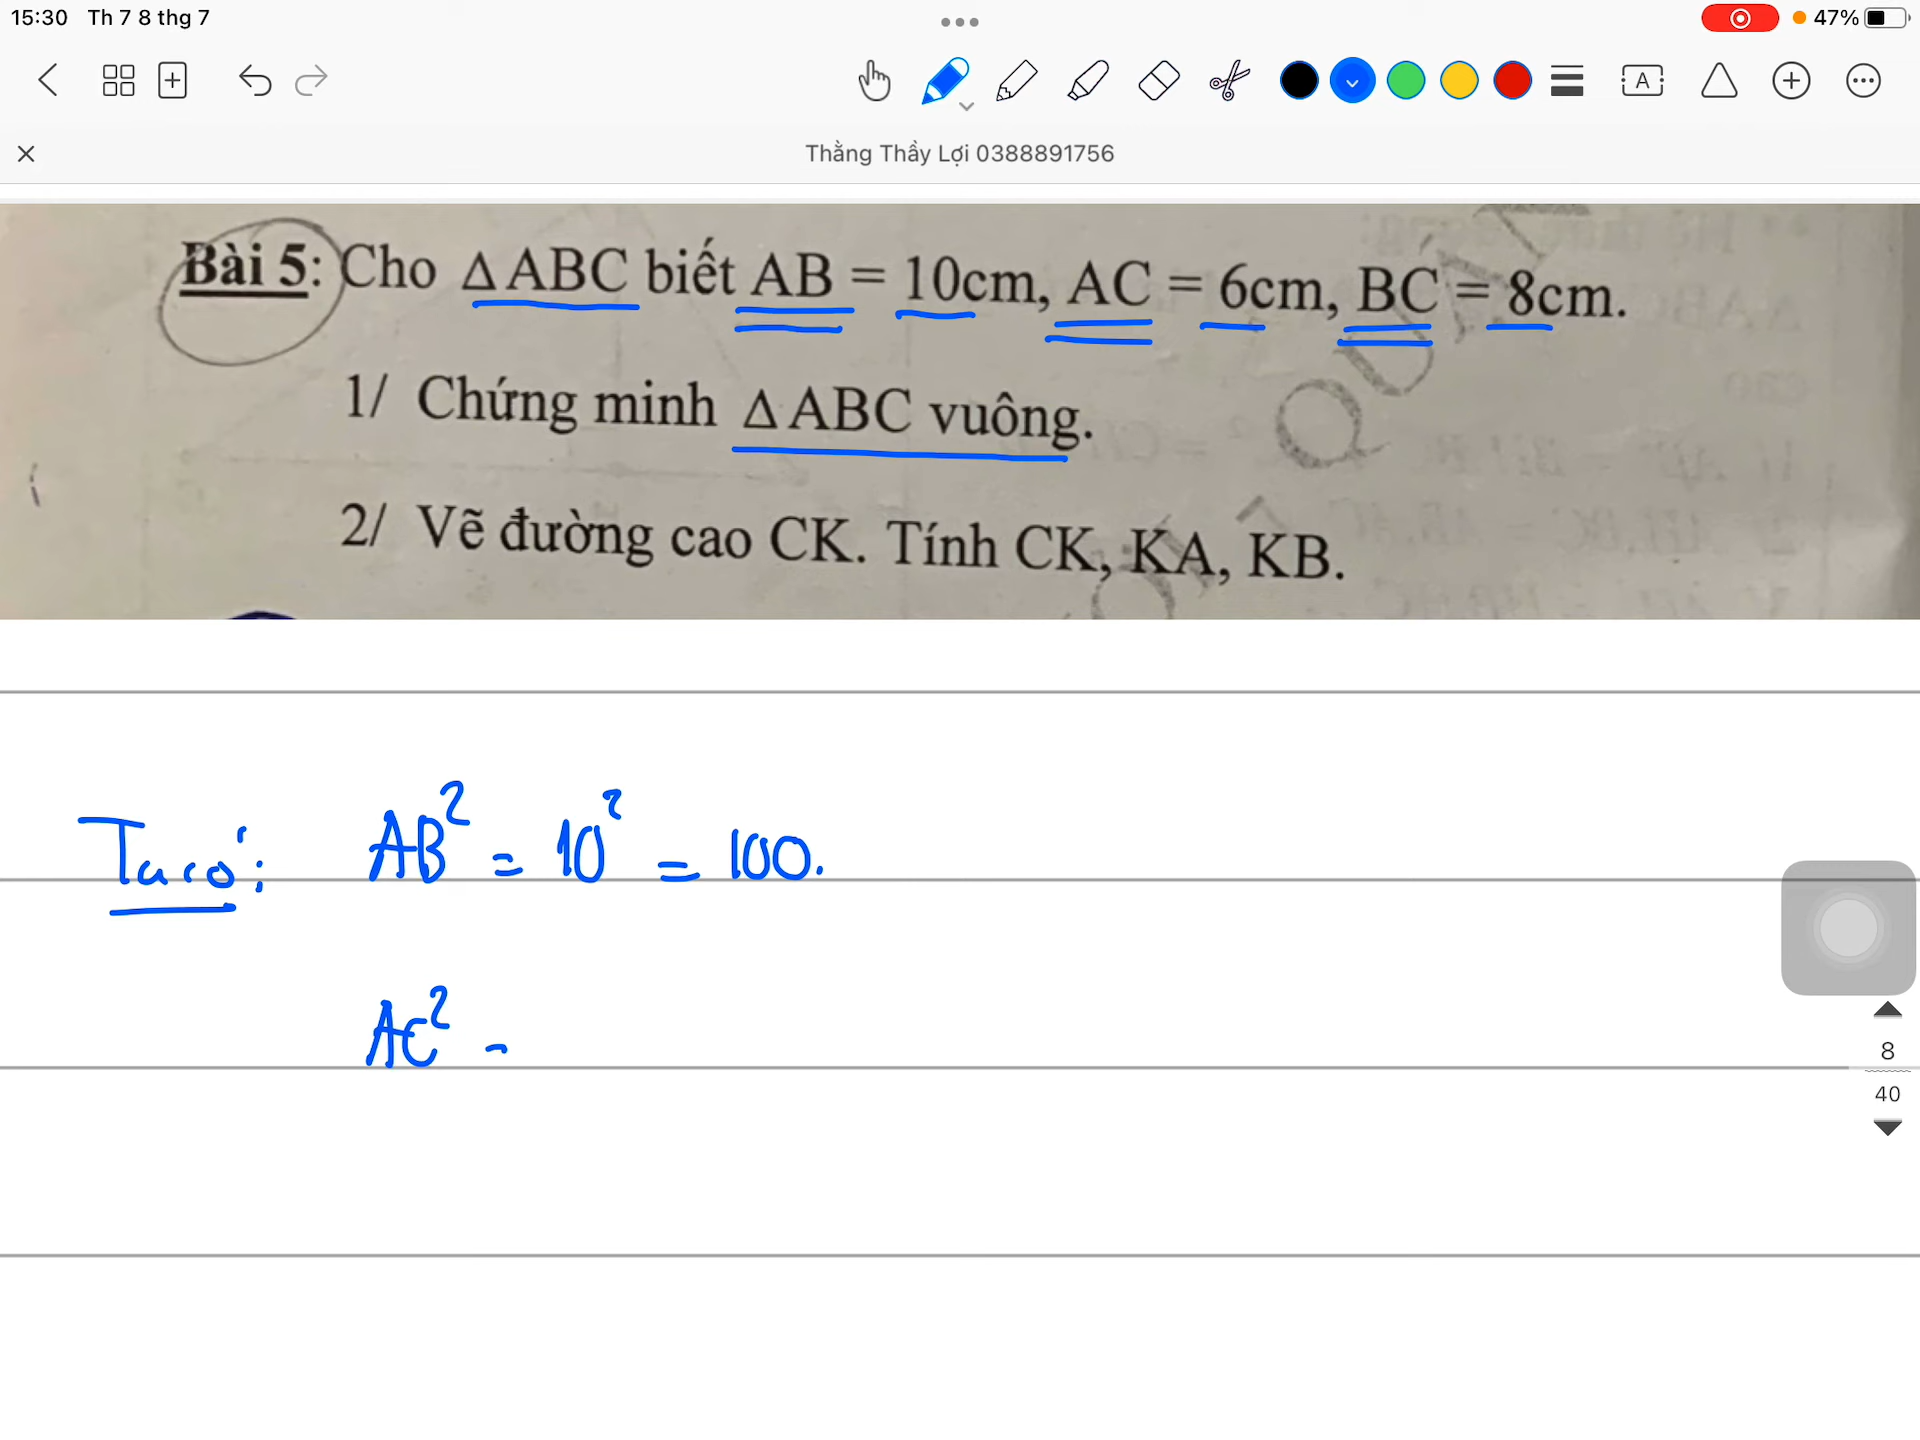 15:30 Th 7 8 thg 7
47%
A
Thằng Thầy Lợi 0388891756
Bài 5: Cho Δ ABC biết AB = 10cm, AC = 6cm, BC = 8cm.
1/ Chứng minh Δ ABC vuông.
2/ Vẽ đường cao CK. Tính CK, KA, KB.
Ta có: AB² = 10² = 100.
AC² -
8
40